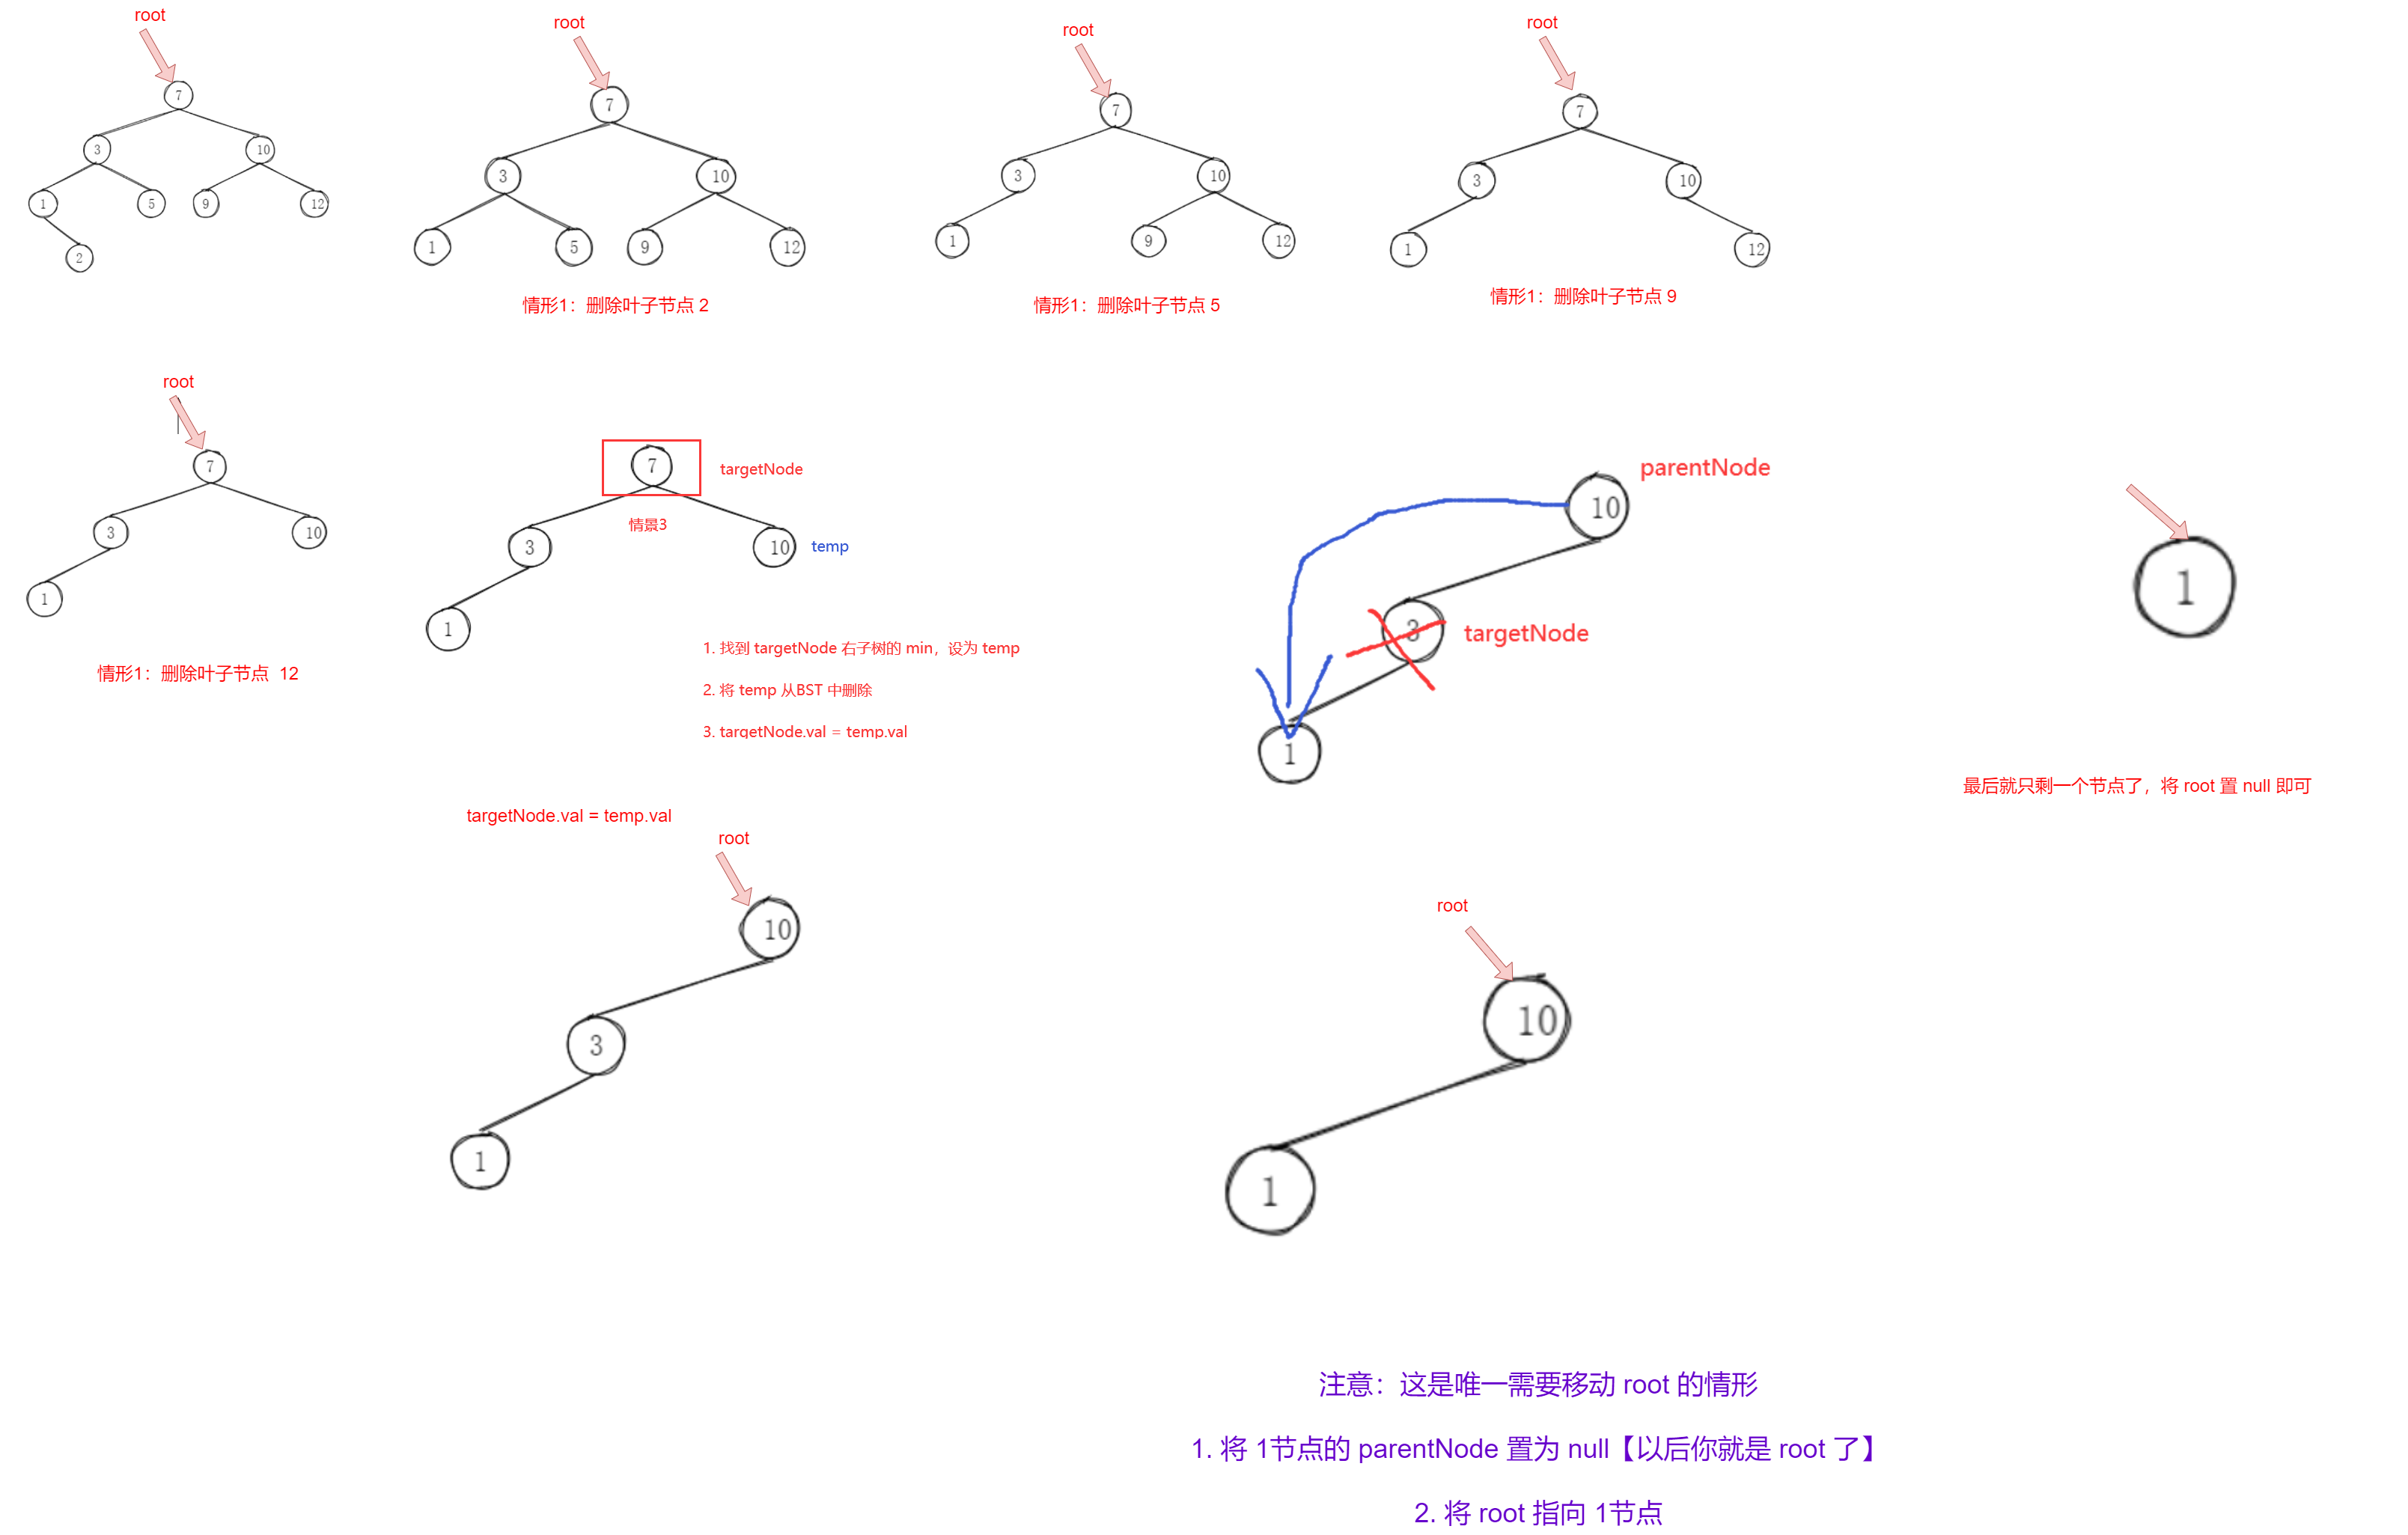 root
7
3
10
1
5
9
12
2
root
7
3
10
1
5
9
12
情形1：删除叶子节点 2
root
7
3
10
1
9
12
情形1：删除叶子节点 5
root
7
3
10
1
12
情形1：删除叶子节点 9
root
7
3
10
1
情形1：删除叶子节点 12
7
targetNode
情景3
3
10
temp
1
1. 找到 targetNode 右子树的 min，设为 temp
2. 将 temp 从BST 中删除
3. targetNode.val = temp.val
targetNode.val = temp.val
root
10
3
1
10
parentNode
3
targetNode
1
root
10
1
注意：这是唯一需要移动 root 的情形
1. 将 1节点的 parentNode 置为 null【以后你就是 root 了】
2. 将 root 指向 1节点
1
最后就只剩一个节点了，将 root 置 null 即可